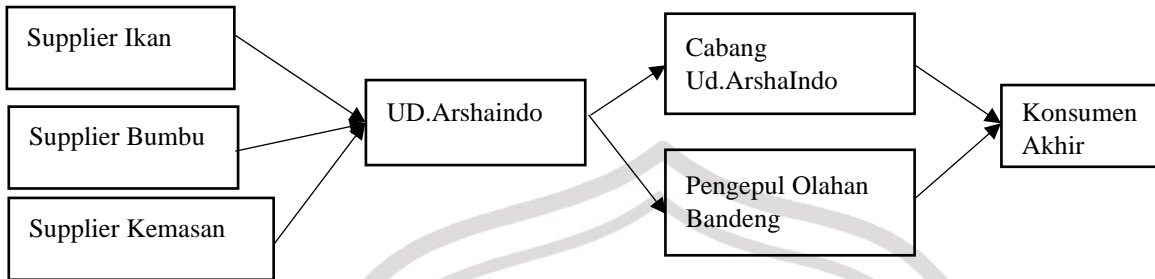 Supplier Ikan
Supplier Bumbu
Supplier Kemasan
UD.Arshaindo
Cabang
Ud.ArshaIndo
Pengepul Olahan
Bandeng
Konsumen
Akhir